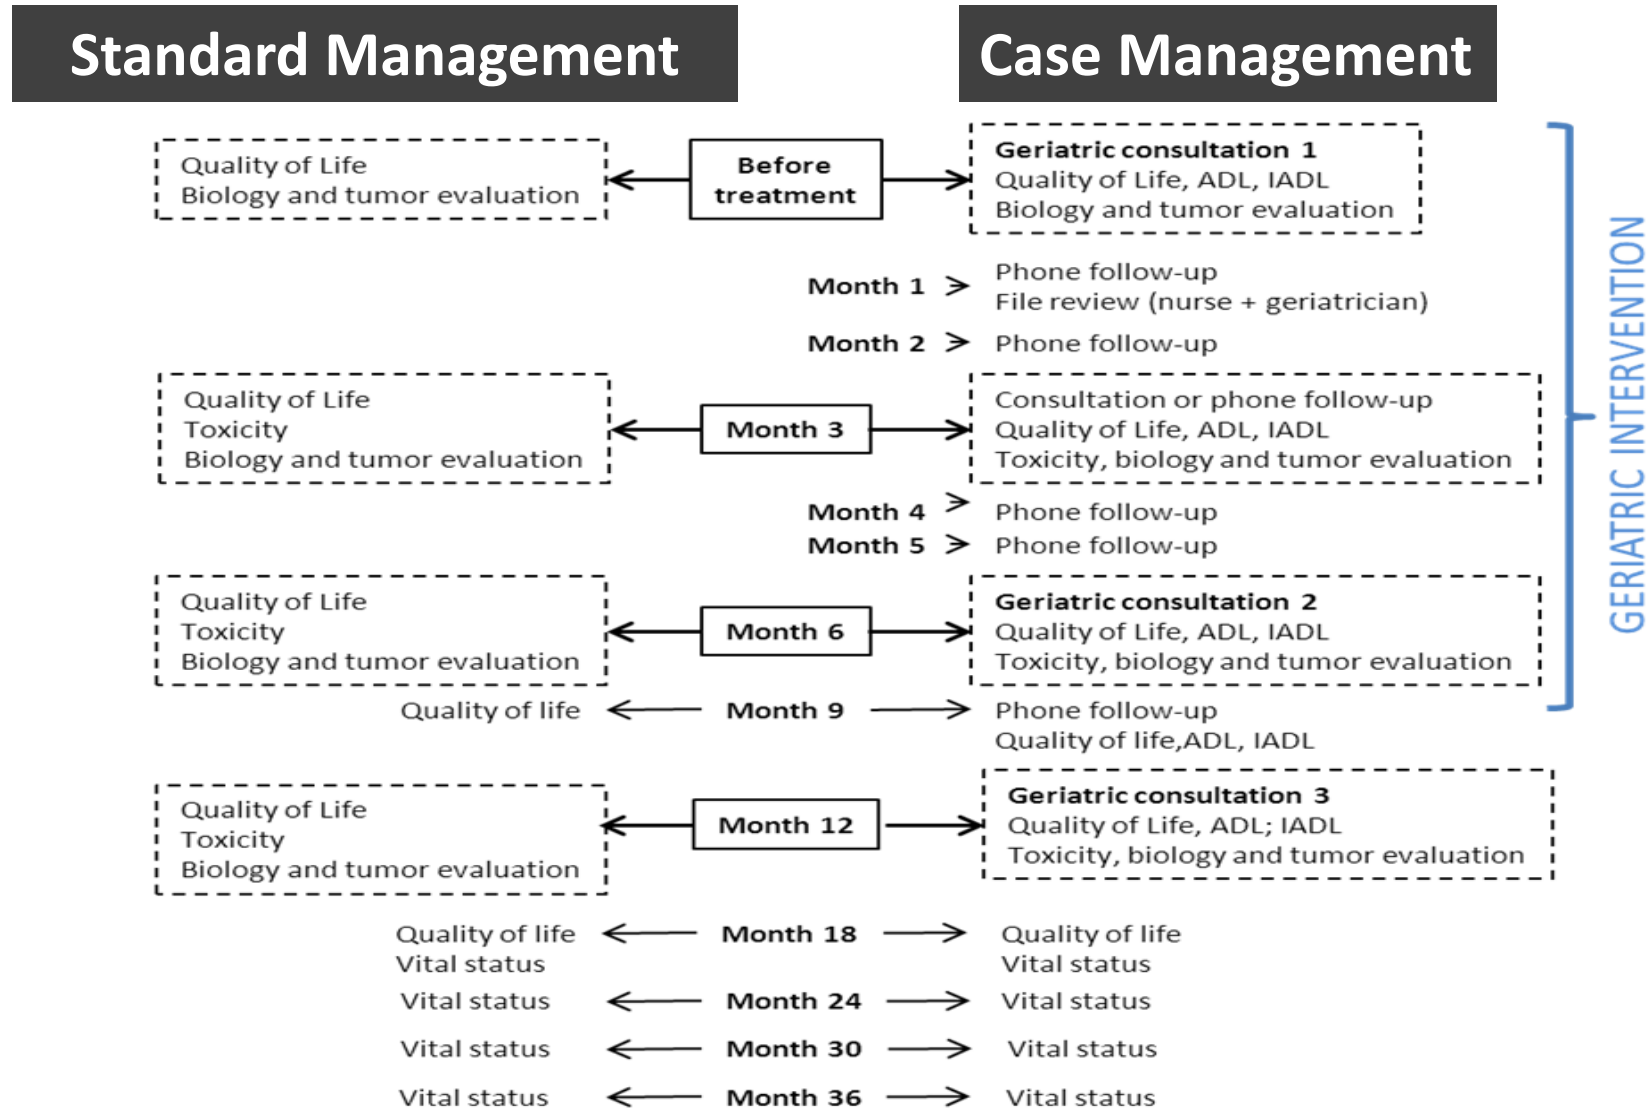 Standard Management
Case Management
Quality of Life
Biology and tumor evaluation
Before
treatment
Geriatric consultation 1
Quality of Life, ADL, IADL
Biology and tumor evaluation
Month 1
Phone follow-up
File review (nurse + geriatrician)
Month 2
Phone follow-up
Quality of Life
Toxicity
Biology and tumor evaluation
Month 3
Consultation or phone follow-up
Quality of Life, ADL, IADL
Toxicity, biology and tumor evaluation
Month 4
Phone follow-up
Month 5
Phone follow-up
Quality of Life
Toxicity
Biology and tumor evaluation
Month 6
Geriatric consultation 2
Quality of Life, ADL, IADL
Toxicity, biology and tumor evaluation
Quality of life
Month 9
Phone follow-up
Quality of life,ADL, IADL
Quality of Life
Toxicity
Biology and tumor evaluation
Month 12
Geriatric consultation 3
Quality of Life, ADL; IADL
Toxicity, biology and tumor evaluation
Quality of life
Vital status
Month 18
Quality of life
Vital status
Vital status
Month 24
Vital status
Vital status
Month 30
Vital status
Vital status
Month 36
Vital status
GERIATRIC INTERVENTION